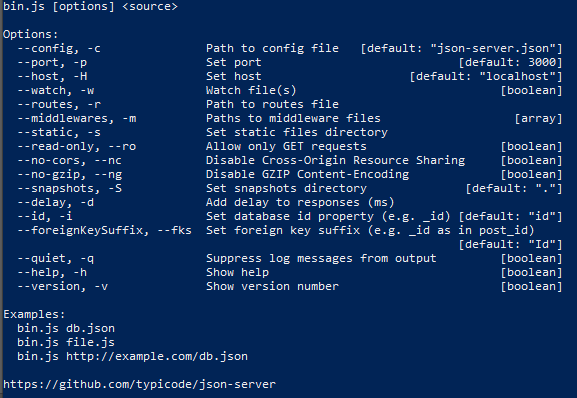 bin.js [options] <source>

Options:
  --config, -c               Path to config file   [default: "json-server.json"]
  --port, -p                 Set port                            [default: 3000]
  --host, -H                 Set host                     [default: "localhost"]
  --watch, -w                Watch file(s)                             [boolean]
  --routes, -r               Path to routes file
  --middlewares, -m          Paths to middleware files                   [array]
  --static, -s               Set static files directory
  --read-only, --ro          Allow only GET requests                   [boolean]
  --no-cors, --nc            Disable Cross-Origin Resource Sharing     [boolean]
  --no-gzip, --ng            Disable GZIP Content-Encoding             [boolean]
  --snapshots, -S            Set snapshots directory              [default: "."]
  --delay, -d                Add delay to responses (ms)
  --id, -i                   Set database id property (e.g. _id) [default: "id"]
  --foreignKeySuffix, --fks  Set foreign key suffix (e.g. _id as in post_id)
                                                                 [default: "Id"]
  --quiet, -q                Suppress log messages from output         [boolean]
  --help, -h                 Show help                                 [boolean]
  --version, -v              Show version number                       [boolean]

Examples:
  bin.js db.json
  bin.js file.js
  bin.js http://example.com/db.json

https://github.com/typicode/json-server